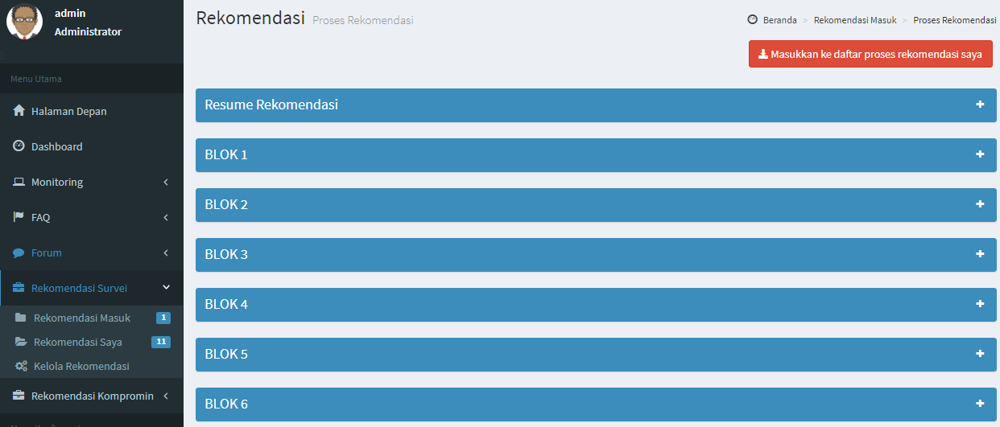 admin
Administrator
Menu Utama
Halaman Depan
Dashboard
Monitoring
FAQ
Forum
Rekomendasi Survei
Rekomendasi Masuk 1
Rekomendasi Saya 11
Kelola Rekomendasi
Rekomendasi Kompromin
Rekomendasi Proses Rekomendasi
Beranda > Rekomendasi Masuk > Proses Rekomendasi
Masukkan ke daftar proses rekomendasi saya
Resume Rekomendasi
BLOK 1
BLOK 2
BLOK 3
BLOK 4
BLOK 5
BLOK 6